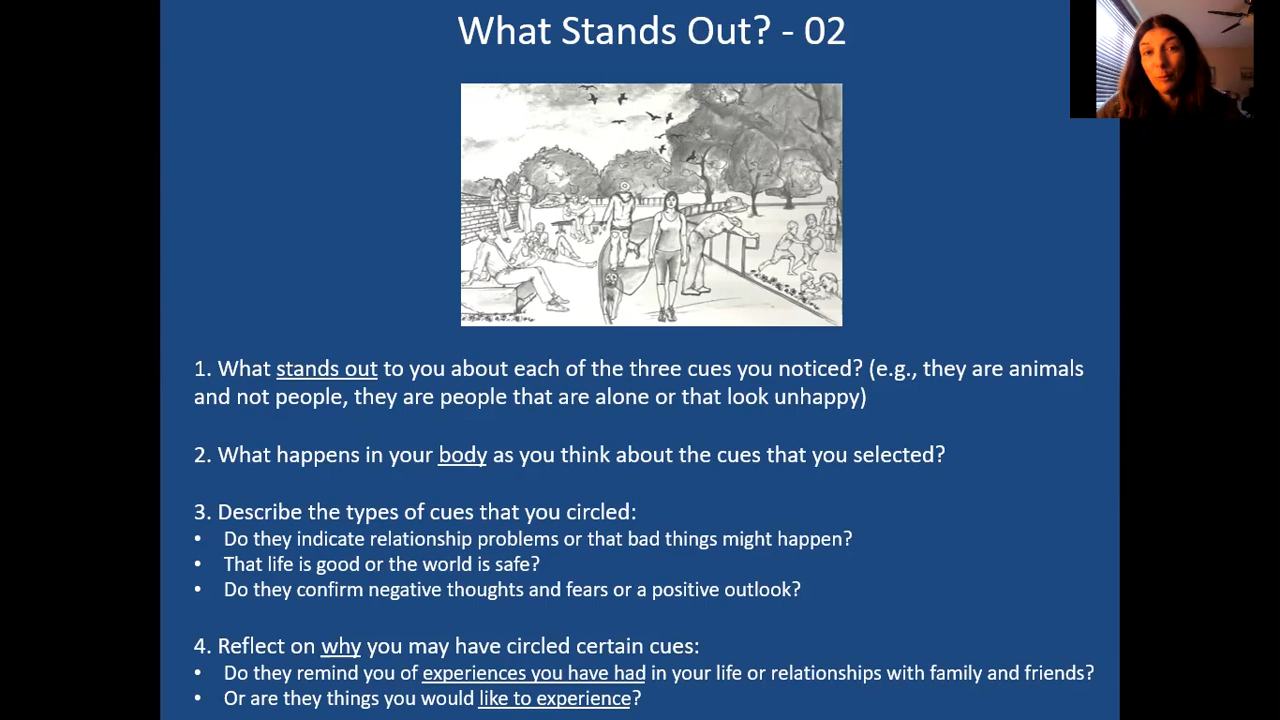 What Stands Out? - 02
1. What stands out to you about each of the three cues you noticed? (e.g., they are animals
and not people, they are people that are alone or that look unhappy)
2. What happens in your body as you think about the cues that you selected?
3. Describe the types of cues that you circled:
• Do they indicate relationship problems or that bad things might happen?
• That life is good or the world is safe?
• Do they confirm negative thoughts and fears or a positive outlook?
4. Reflect on why you may have circled certain cues:
• Do they remind you of experiences you have had in your life or relationships with family and friends?
• Or are they things you would like to experience?